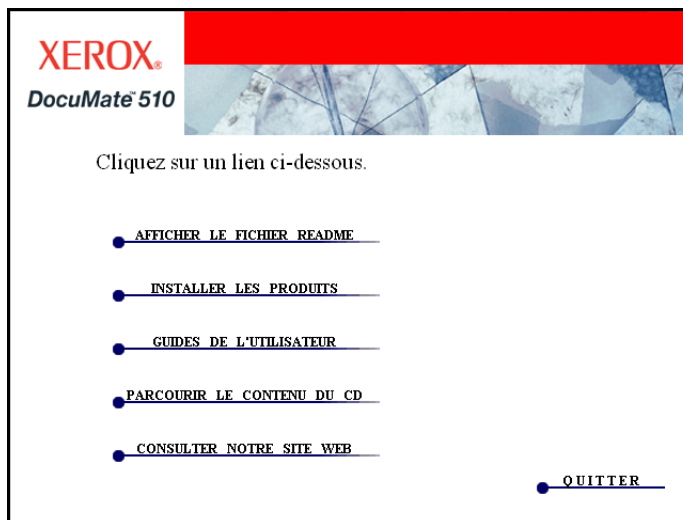 XEROX®
DocuMate™ 510
Cliquez sur un lien ci-dessous.
AFFICHER LE FICHIER README
INSTALLER LES PRODUITS
GUIDES DE L'UTILISATEUR
PARCOURIR LE CONTENU DU CD
CONSULTER NOTRE SITE WEB
QUITTER